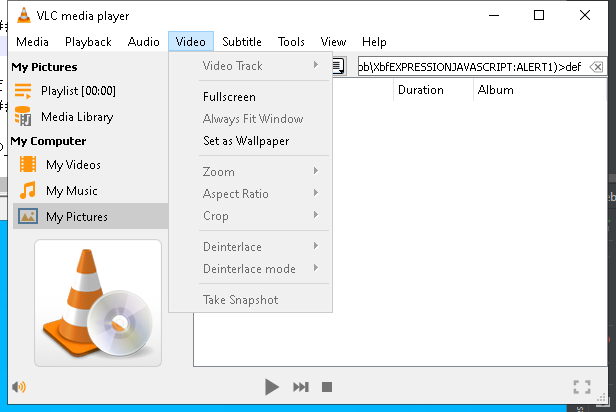 VLC media player
Media Playback Audio Video Subtitle Tools View Help
My Pictures
Playlist [00:00]
Media Library
My Computer
My Videos
My Music
My Pictures
Video Track
Fullscreen
Always Fit Window
Set as Wallpaper
Zoom
Aspect Ratio
Crop
Deinterlace
Deinterlace mode
Take Snapshot
XbfEXPRESSIONJAVASCRIPT:ALERT1)>def
Duration Album